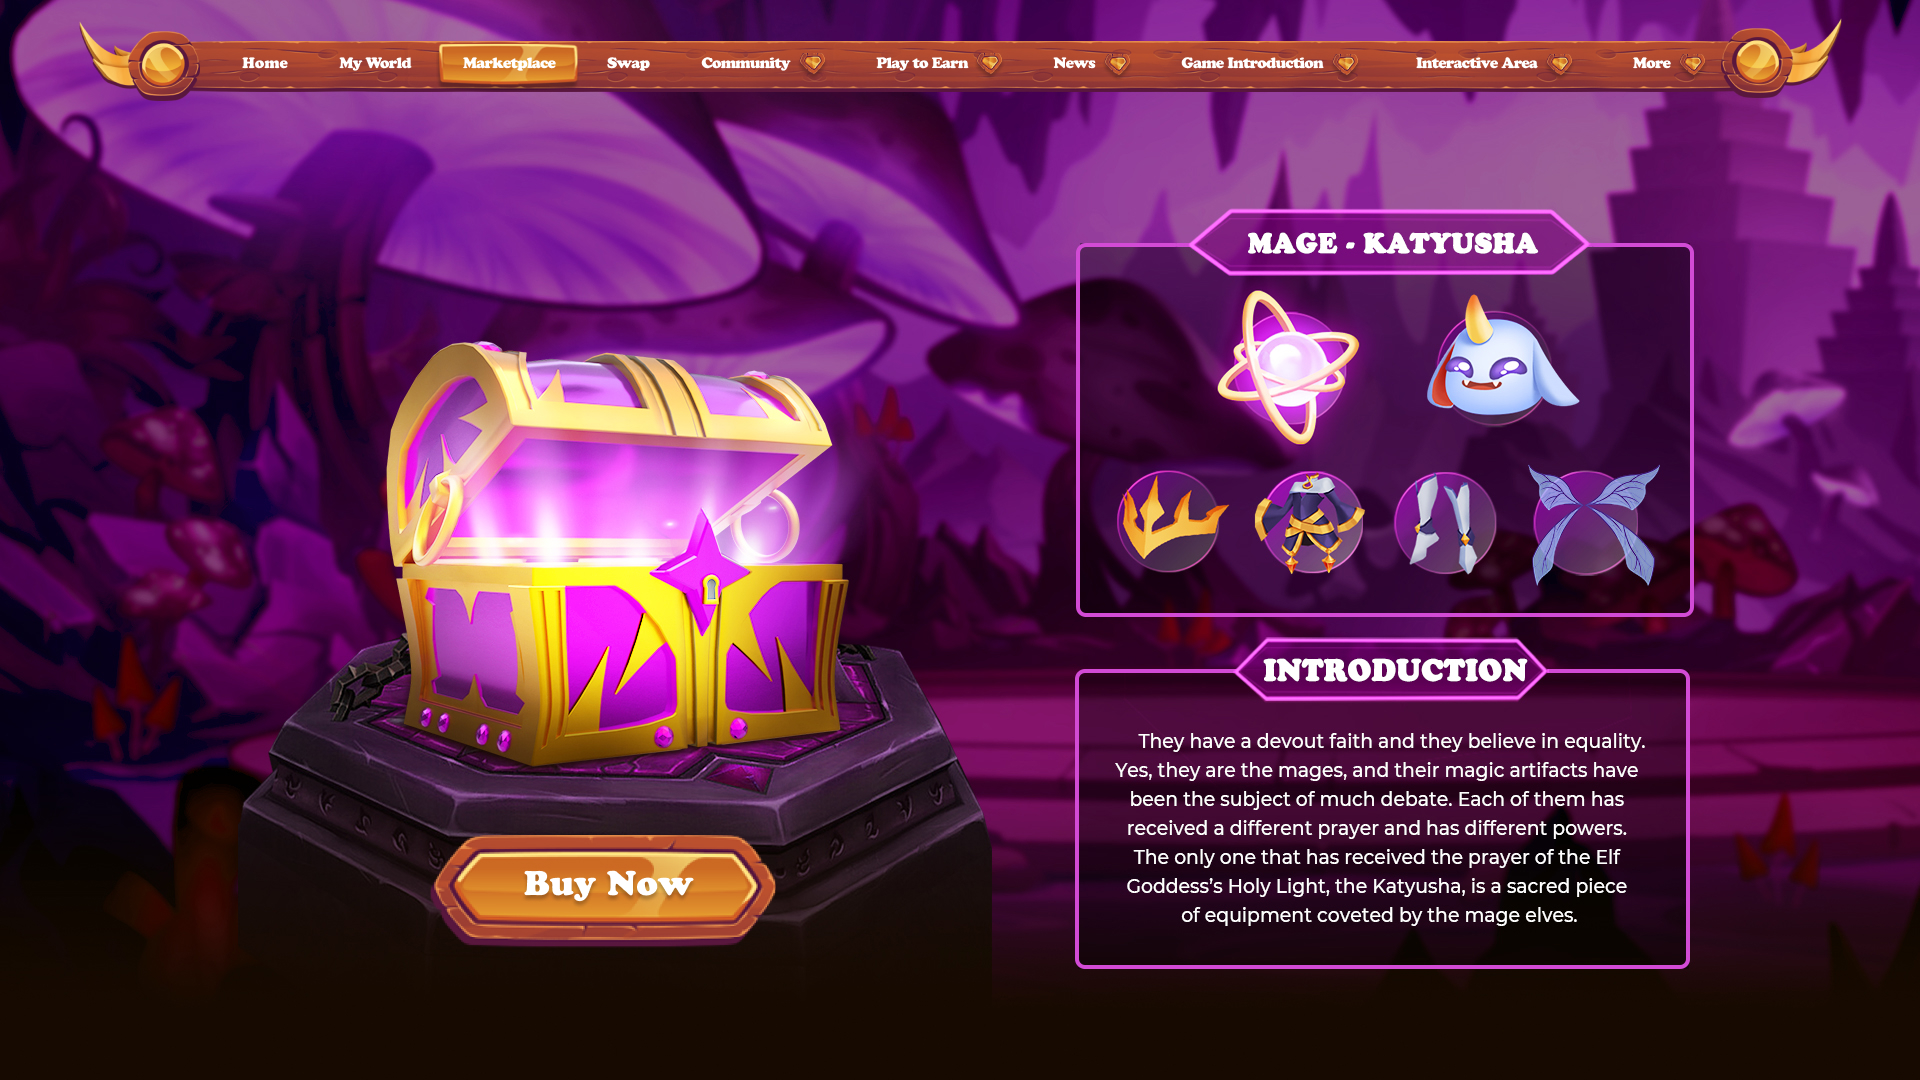 Home My World Marketplace Swap Community Play to Earn News Game Introduction Interactive Area More
MAGE - KATYUSHA
INTRODUCTION
They have a devout faith and they believe in equality.
Yes, they are the mages, and their magic artifacts have
been the subject of much debate. Each of them has
received a different prayer and has different powers.
The only one that has received the prayer of the Elf
Goddess’s Holy Light, the Katyusha, is a sacred piece
of equipment coveted by the mage elves.
Buy Now